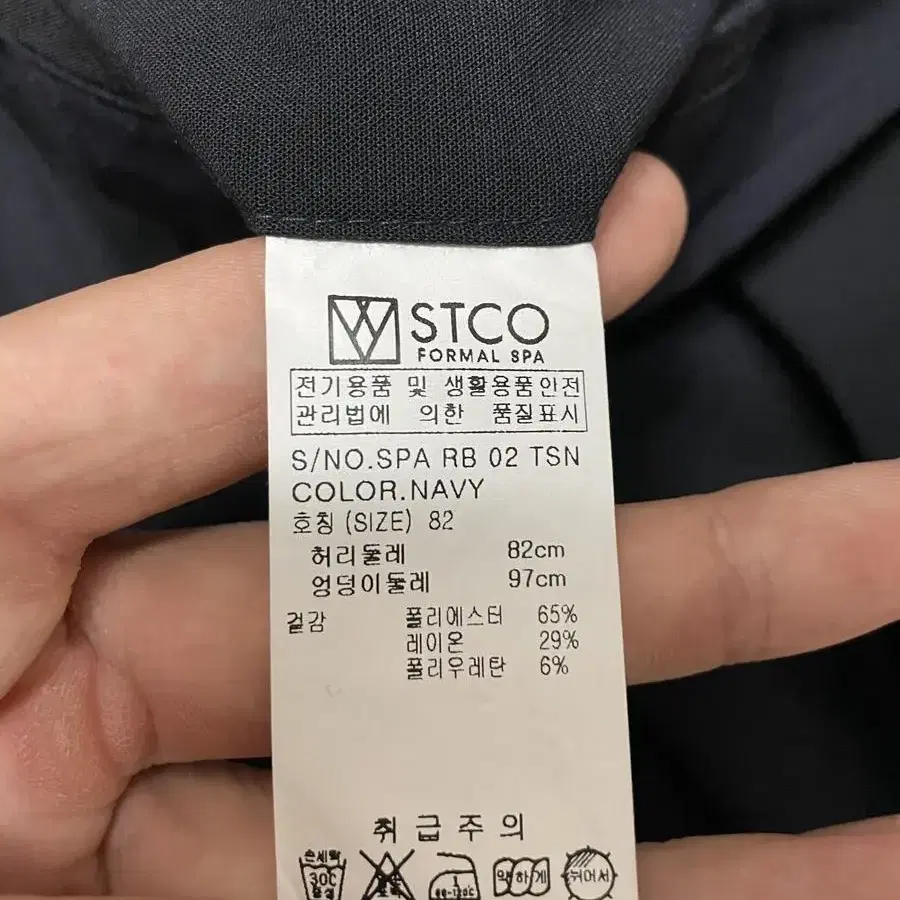 STCO
FORMAL SPA
전기용품 및 생활용품안전
관리법에 의한 품질표시
S/NO.SPA RB 02 TSN
COLOR.NAVY
호칭 (SIZE) 82
허리둘레 82cm
엉덩이둘레 97cm
겉감 폴리에스터 65%
레이온 29%
폴리우레탄 6%
취급주의
손세탁
30℃
중성
1
약하게
뉘어서